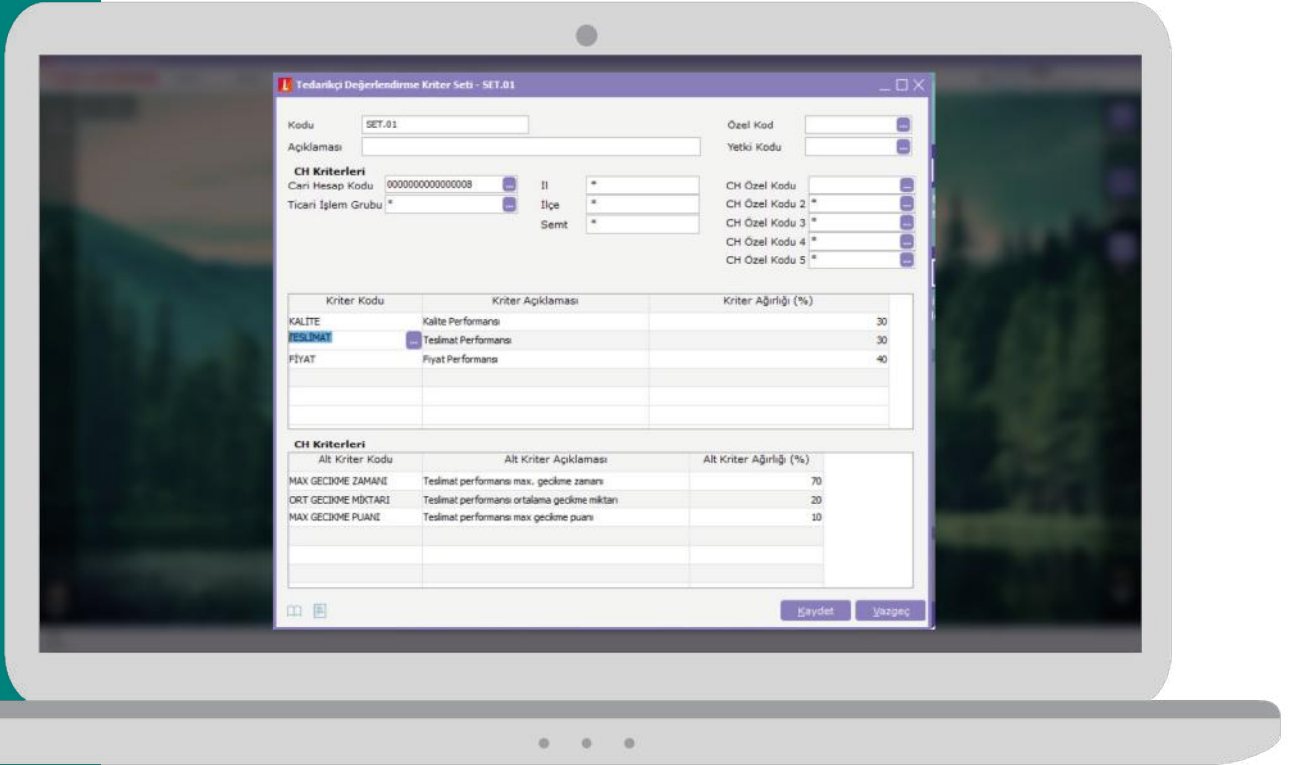 Tedarikçi Değerlendirme Kriter Seti - SET.01
Kodu SET.01 Özel Kod
Açıklaması Yetki Kodu
CH Kriterleri
Cari Hesap Kodu 0000000000000008 İl * CH Özel Kodu
Ticari İşlem Grubu * İlçe * CH Özel Kodu 2 *
Semt * CH Özel Kodu 3 *
CH Özel Kodu 4 *
CH Özel Kodu 5 *
Kriter Kodu Kriter Açıklaması Kriter Ağırlığı (%)
KALİTE Kalite Performansı 30
TESLİMAT Teslimat Performansı 30
FİYAT Fiyat Performansı 40
CH Kriterleri
Alt Kriter Kodu Alt Kriter Açıklaması Alt Kriter Ağırlığı (%)
MAX GECIKME ZAMANI Teslimat performansı max. gecikme zamanı 70
ORT GECIKME MİKTARI Teslimat performansı ortalama gecikme miktarı 20
MAX GECIKME PUANI Teslimat performansı max gecikme puanı 10
Kaydet Vazgeç